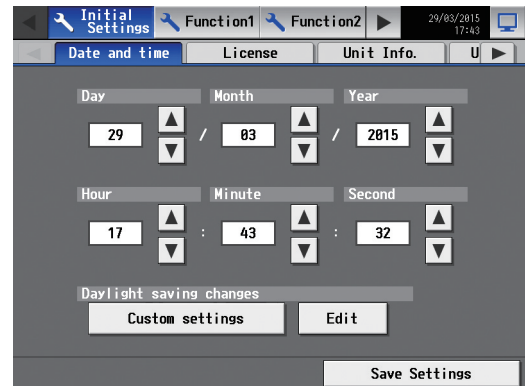 Initial Settings Function1 Function2 29/03/2015 17:43
Date and time License Unit Info. U
Day Month Year
29 / 03 / 2015
Hour Minute Second
17 : 43 : 32
Daylight saving changes
Custom settings Edit
Save Settings